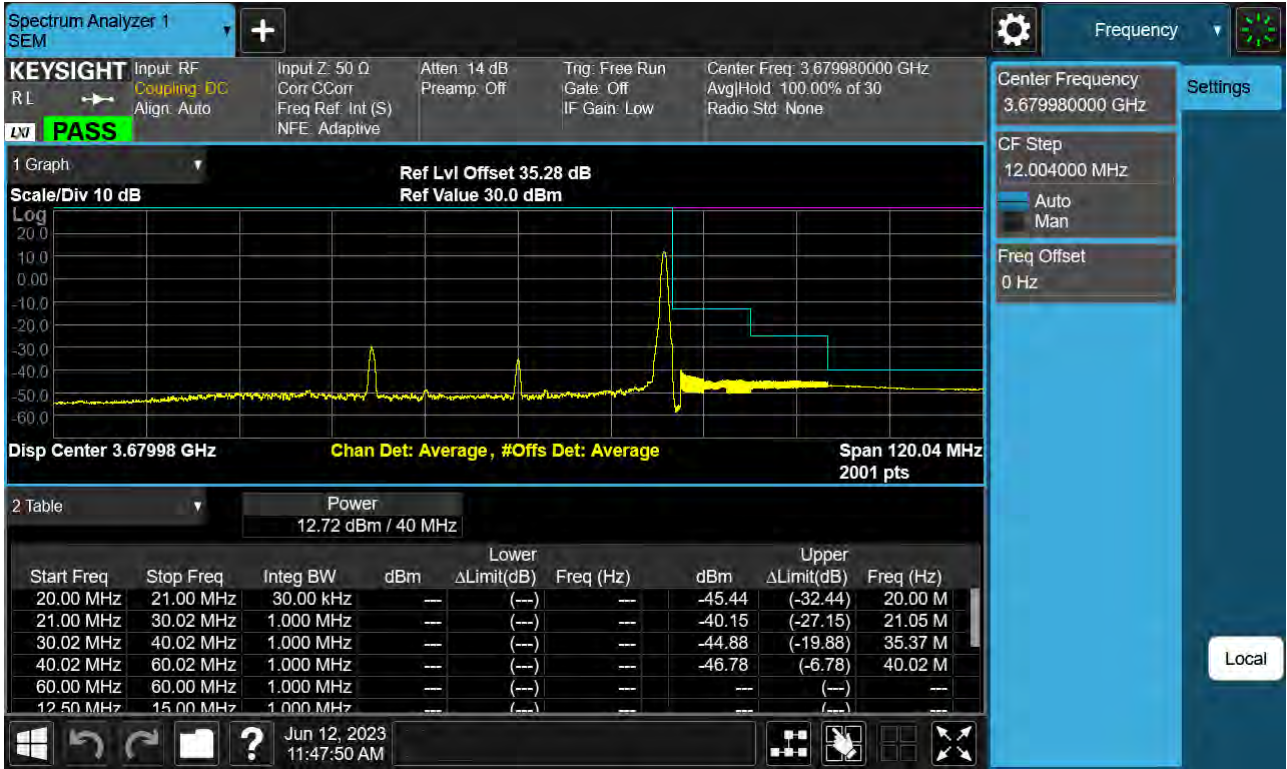 Spectrum Analyzer 1
SEM
Frequency
KEYSIGHT
Input: RF
Coupling: DC
Align: Auto
Input Z: 50 Ω
Corr CCorr
Freq Ref: Int (S)
NFE: Adaptive
Atten: 14 dB
Preamp: Off
Trig: Free Run
Gate: Off
IF Gain: Low
Center Freq: 3.679980000 GHz
Avg|Hold: 100.00% of 30
Radio Std: None
R L
LXI
PASS
Center Frequency
3.679980000 GHz
Settings
CF Step
12.004000 MHz
Auto
Man
Freq Offset
0 Hz
Local
1 Graph
Scale/Div 10 dB
Ref Lvl Offset 35.28 dB
Ref Value 30.0 dBm
Log
20.0
10.0
0.00
-10.0
-20.0
-30.0
-40.0
-50.0
-60.0
Disp Center 3.67998 GHz
Chan Det: Average, #Offs Det: Average
Span 120.04 MHz
2001 pts
2 Table
Power
12.72 dBm / 40 MHz
Lower Upper
Start Freq Stop Freq Integ BW dBm ΔLimit(dB) Freq (Hz) dBm ΔLimit(dB) Freq (Hz)
20.00 MHz 21.00 MHz 30.00 kHz --- (---) --- -45.44 (-32.44) 20.00 M
21.00 MHz 30.02 MHz 1.000 MHz --- (---) --- -40.15 (-27.15) 21.05 M
30.02 MHz 40.02 MHz 1.000 MHz --- (---) --- -44.88 (-19.88) 35.37 M
40.02 MHz 60.02 MHz 1.000 MHz --- (---) --- -46.78 (-6.78) 40.02 M
60.00 MHz 60.00 MHz 1.000 MHz --- (---) --- --- (---) ---
12.50 MHz 15.00 MHz 1.000 MHz --- (---) --- --- (---) ---
Jun 12, 2023
11:47:50 AM